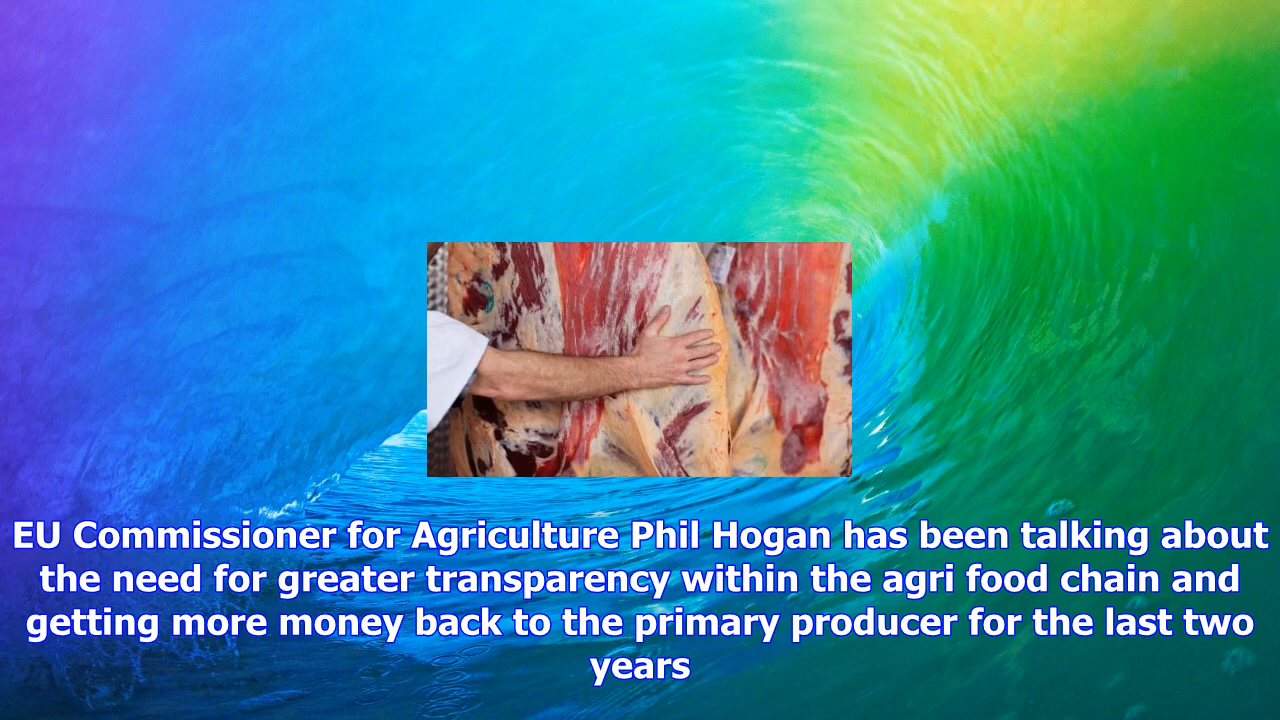 EU Commissioner for Agriculture Phil Hogan has been talking about
the need for greater transparency within the agri food chain and
getting more money back to the primary producer for the last two
years